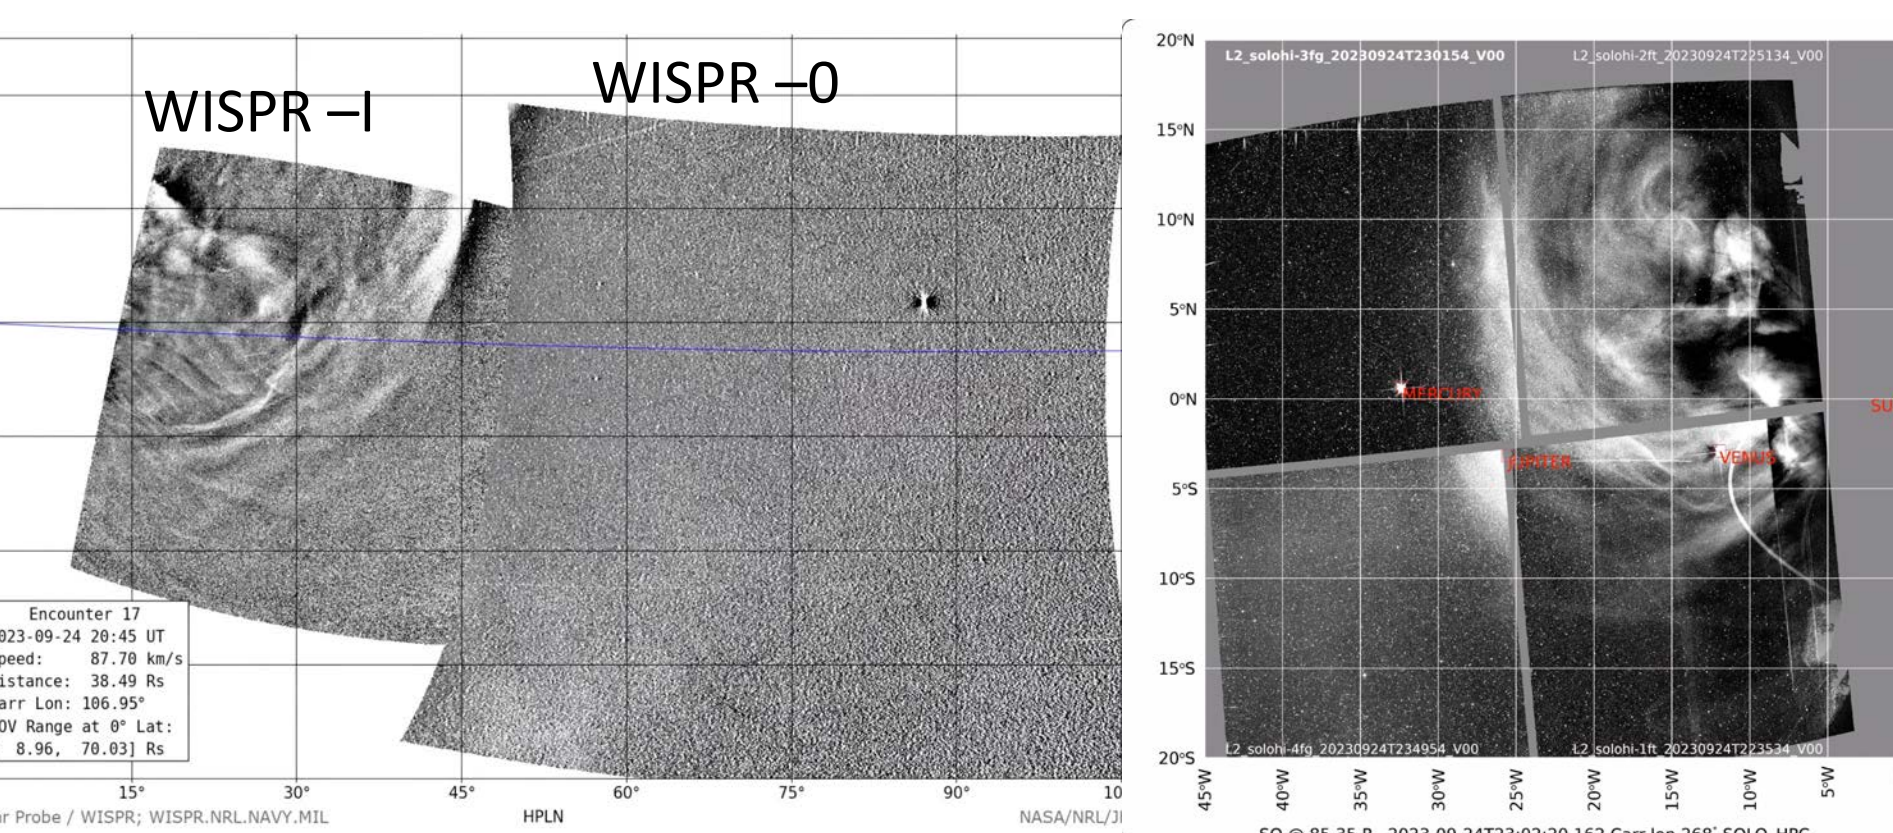 WISPR –I
WISPR –0
Encounter 17
023-09-24 20:45 UT
peed: 87.70 km/s
istance: 38.49 Rs
arr Lon: 106.95°
OV Range at 0° Lat:
8.96, 70.03] Rs
15° 30° 45° 60° 75° 90° 10
r Probe / WISPR; WISPR.NRL.NAVY.MIL
HPLN
NASA/NRL/J
L2_solohi-3fg_20230924T230154_V00
L2_solohi-2ft_20230924T225134_V00
20°N
15°N
10°N
5°N
0°N
5°S
10°S
15°S
20°S
MERCURY
SU
JUPITER
VENUS
L2_solohi-4fg_20230924T234954_V00
L2_solohi-1ft_20230924T223534_V00
45°W 40°W 35°W 30°W 25°W 20°W 15°W 10°W 5°W